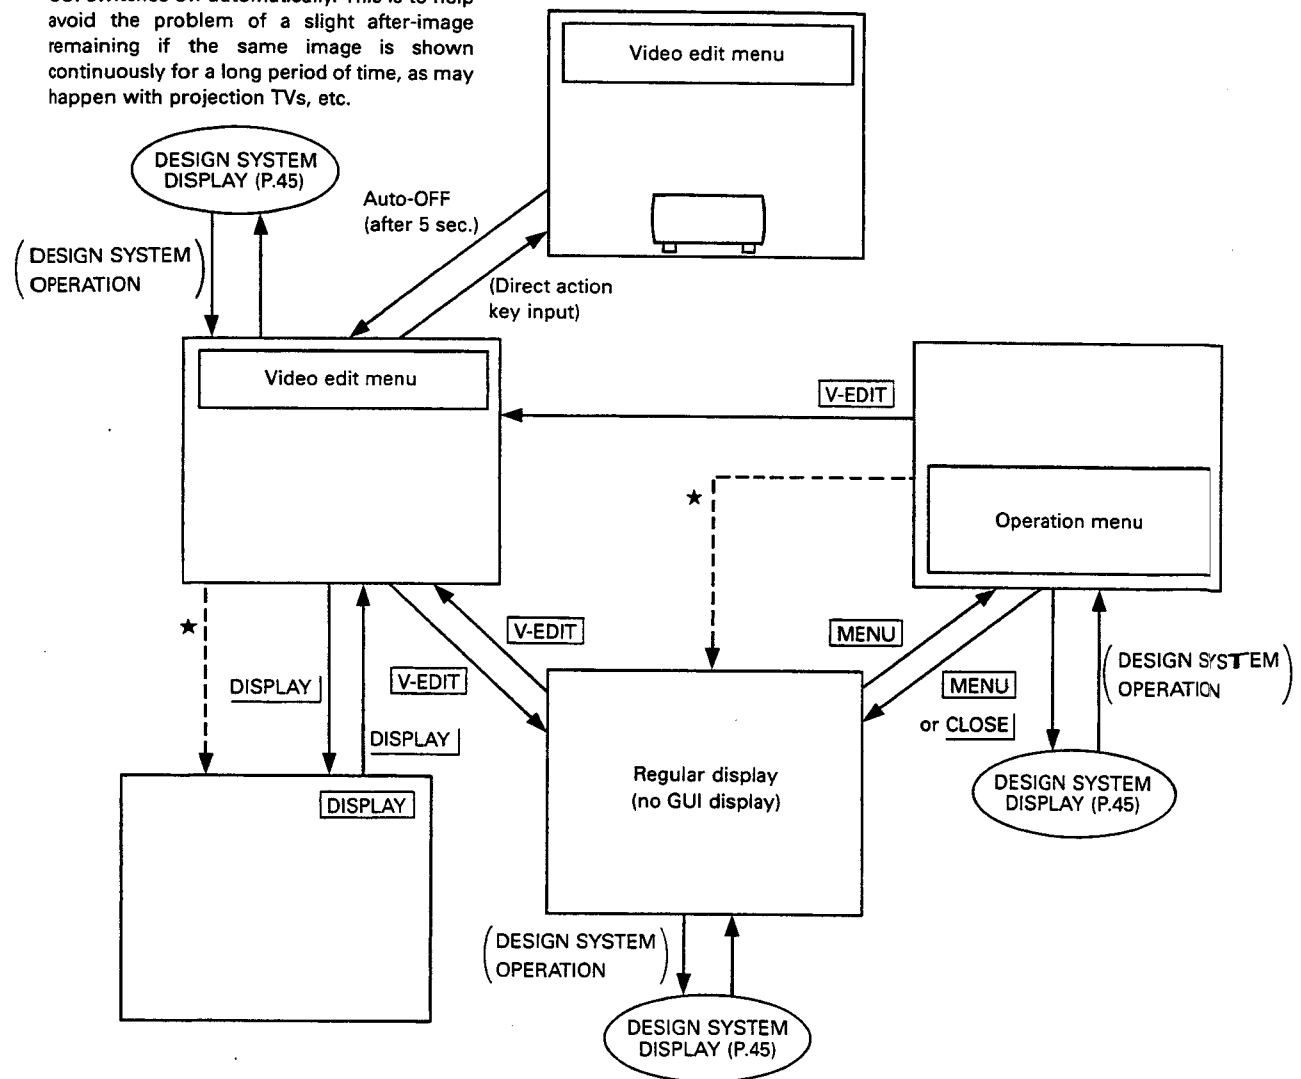 avoid the problem of a slight after-image
remaining if the same image is shown
continuously for a long period of time, as may
happen with projection TVs, etc.
Video edit menu
DESIGN SYSTEM
DISPLAY (P.45)
Auto-OFF
(after 5 sec.)
(DESIGN SYSTEM
OPERATION)
(Direct action
key input)
Video edit menu
V-EDIT
★
Operation menu
★
V-EDIT
MENU
DISPLAY
V-EDIT
MENU
or CLOSE
(DESIGN SYSTEM
OPERATION)
DISPLAY
DISPLAY
Regular display
(no GUI display)
DESIGN SYSTEM
DISPLAY (P.45)
(DESIGN SYSTEM
OPERATION)
DESIGN SYSTEM
DISPLAY (P.45)